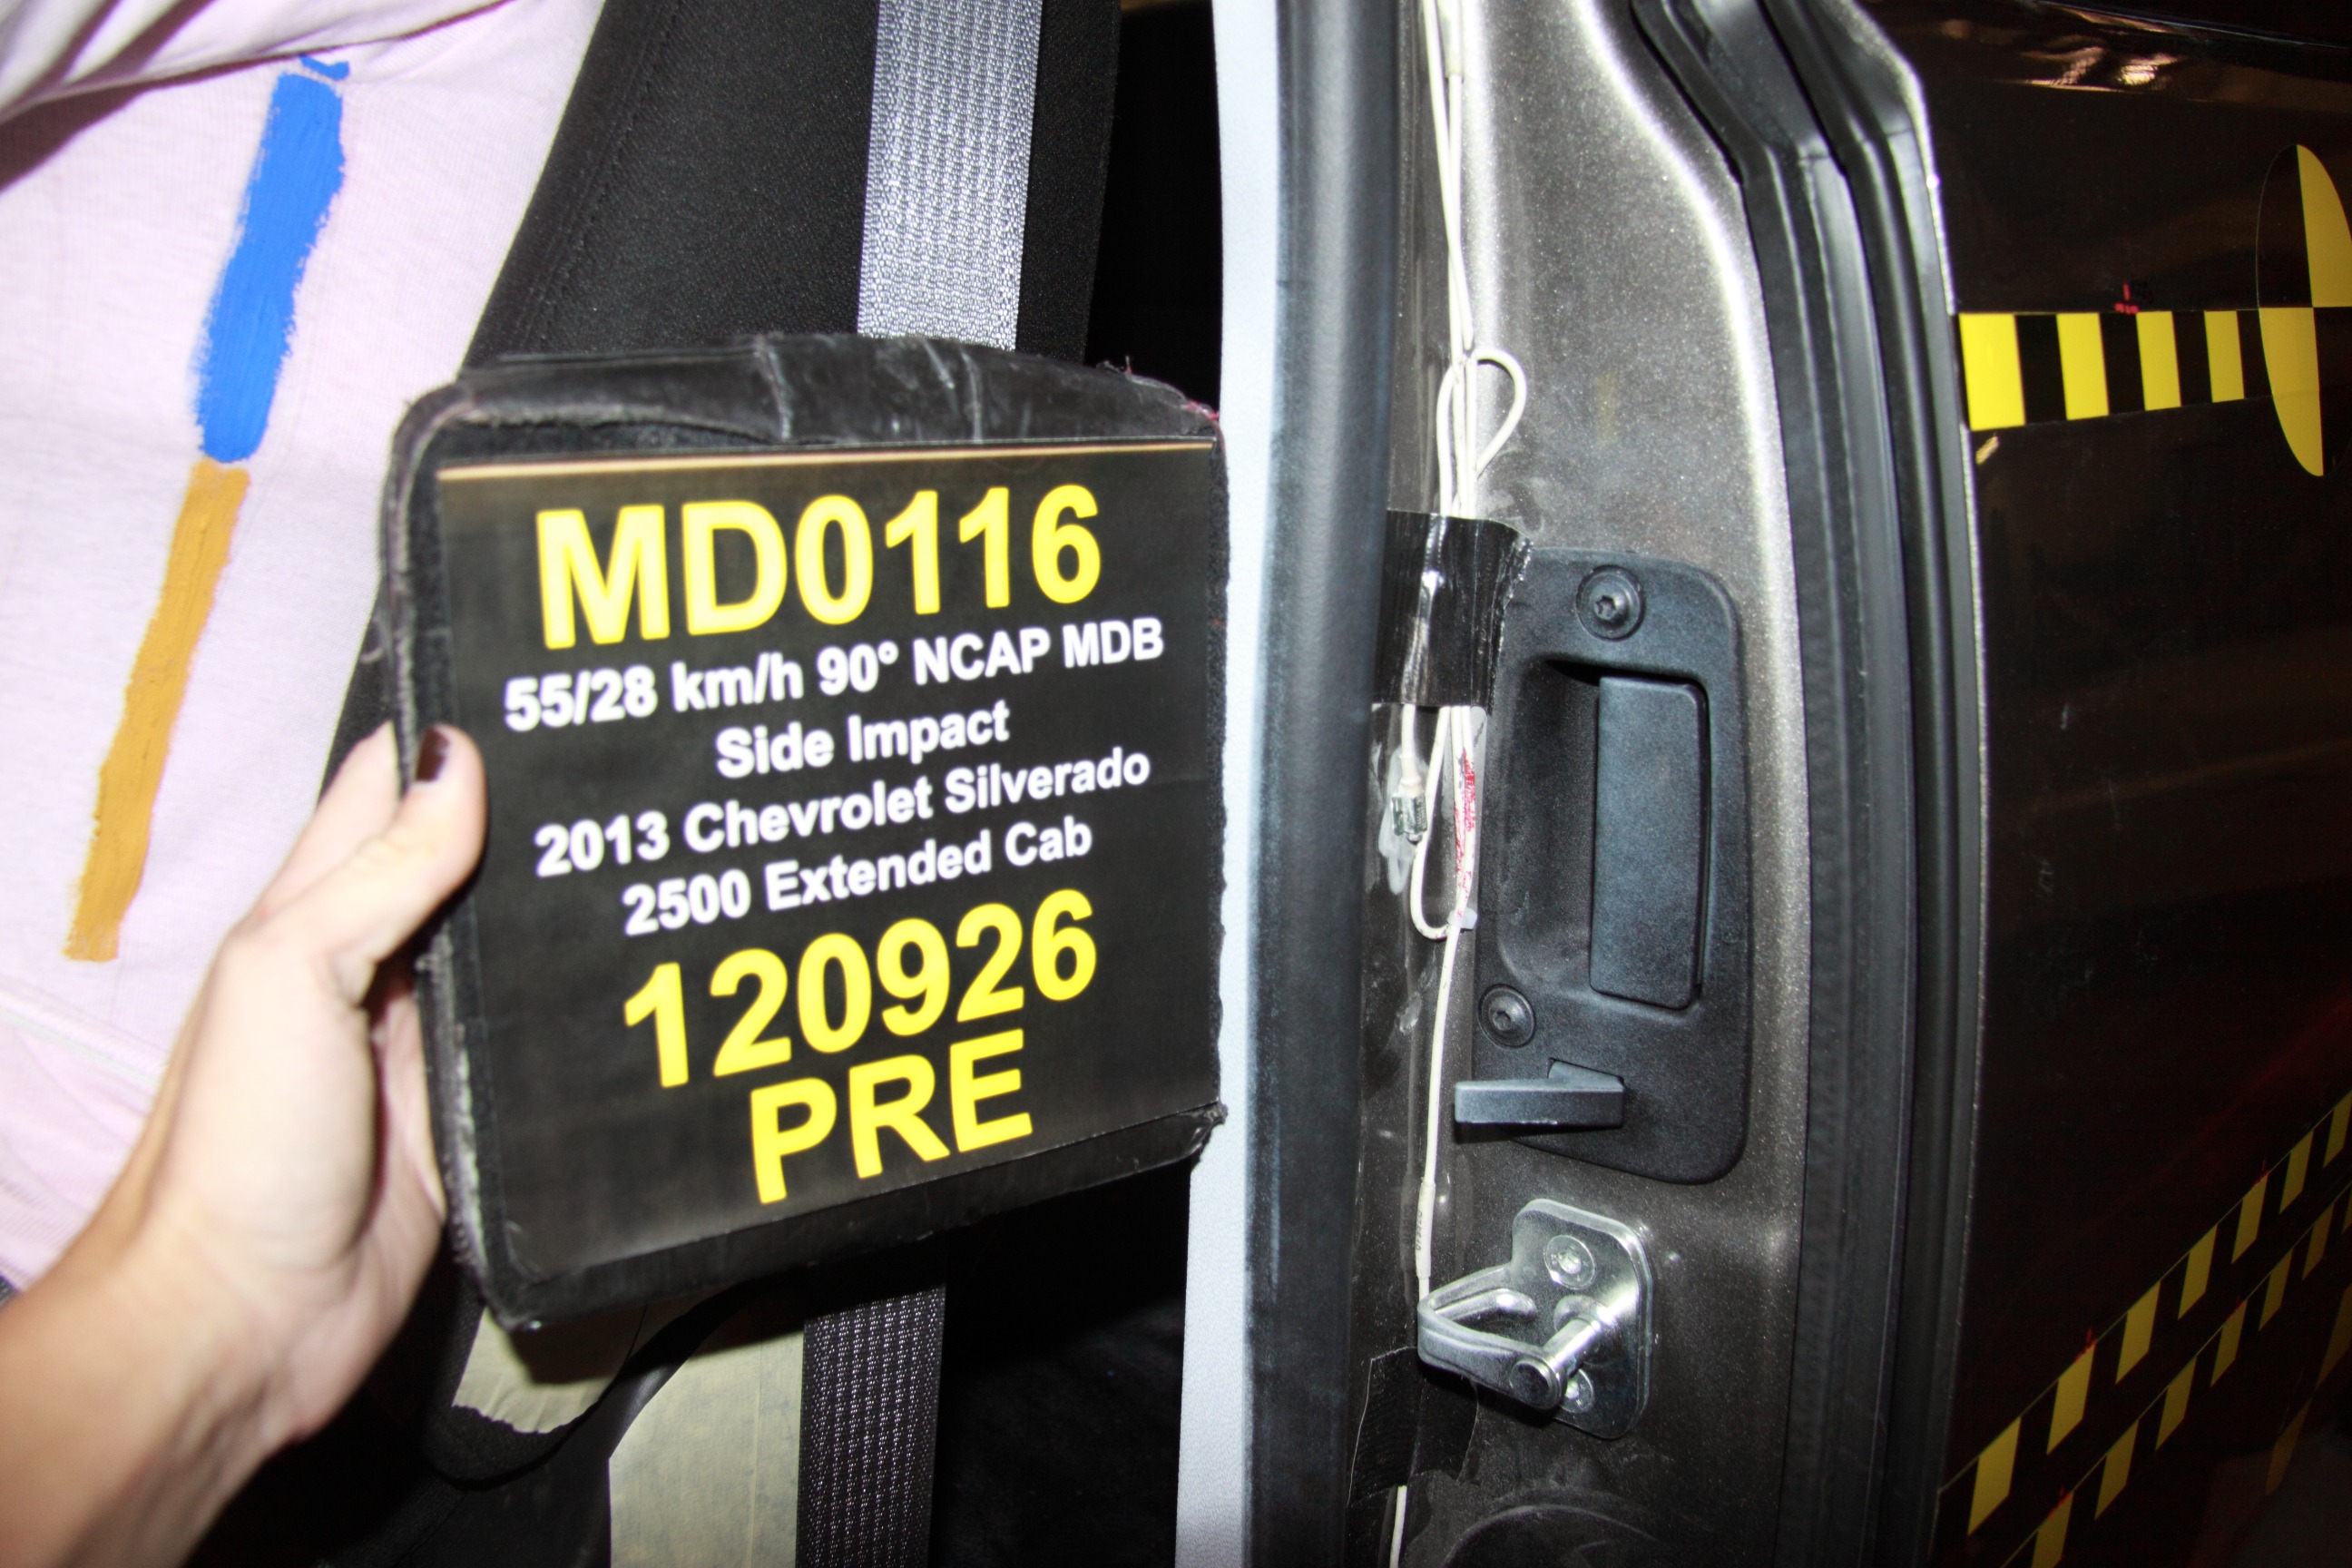 MD0116
55/28 km/h 90° NCAP MDB
Side Impact
2013 Chevrolet Silverado
2500 Extended Cab
120926
PRE